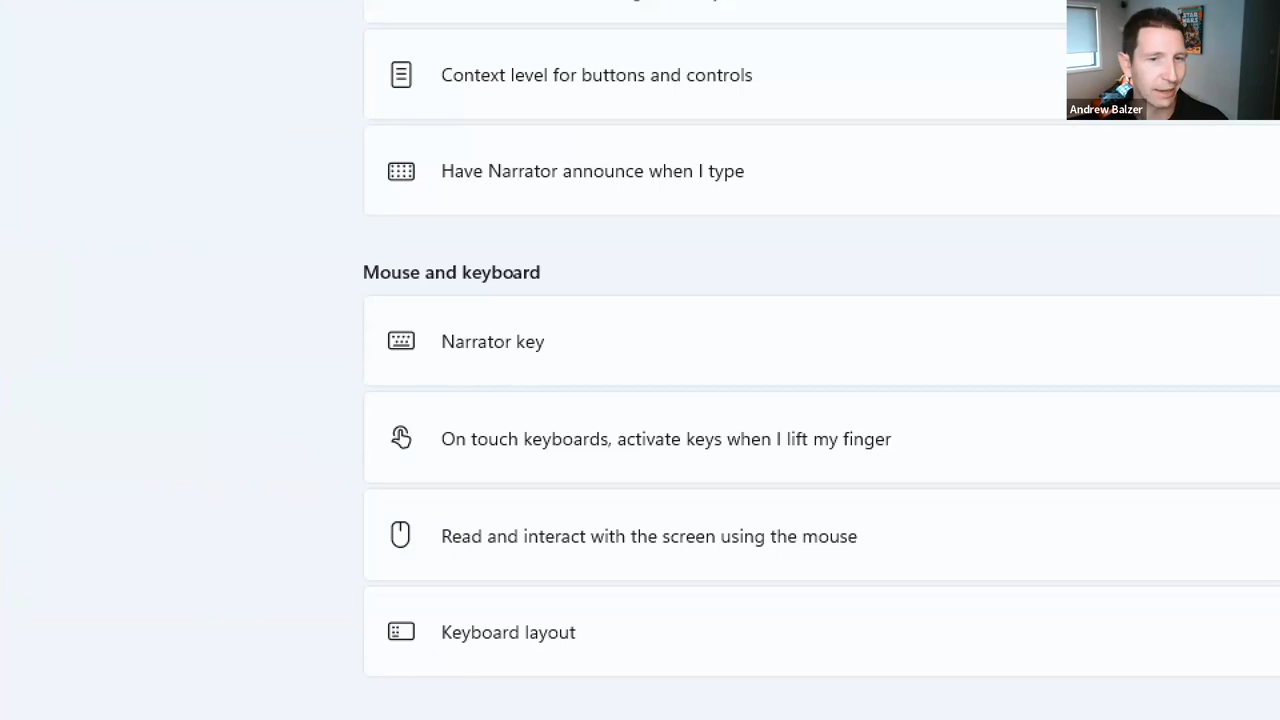 Context level for buttons and controls
Andrew Balzer
Have Narrator announce when I type
Mouse and keyboard
Narrator key
On touch keyboards, activate keys when I lift my finger
Read and interact with the screen using the mouse
Keyboard layout